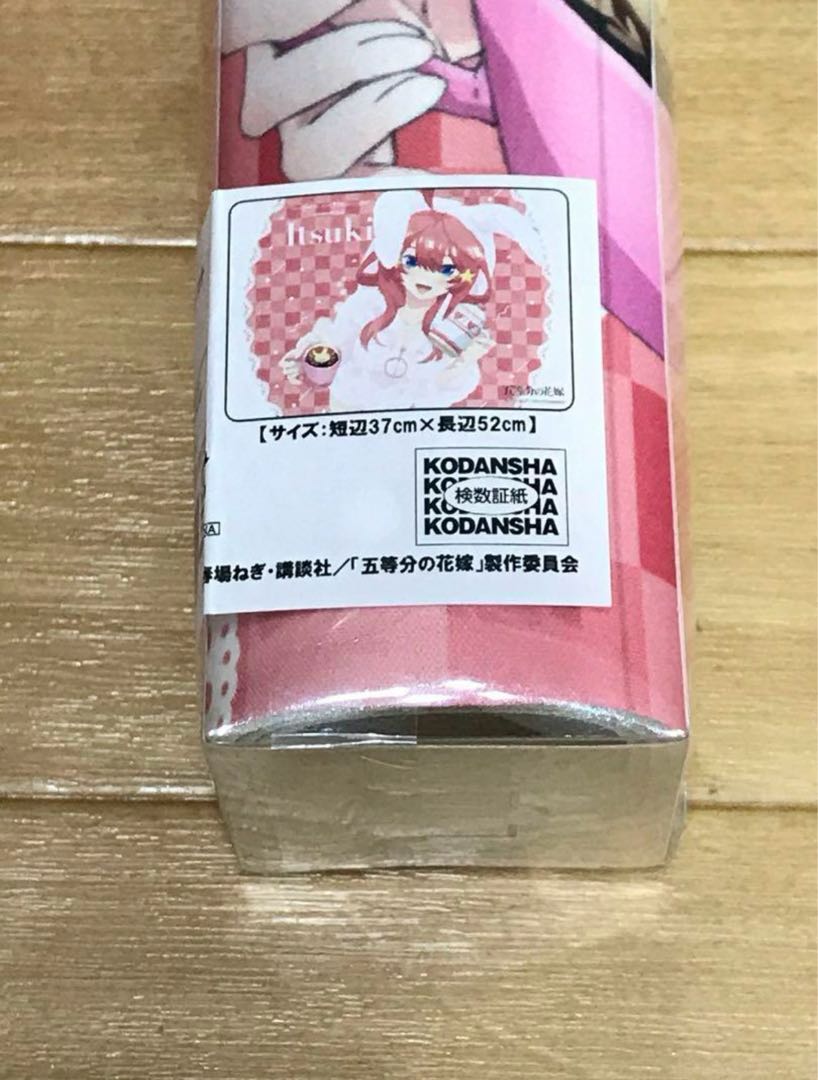 Itsuki
五等分の花嫁
【サイズ:短辺37cm×長辺52cm】
KODANSHA
KODANSHA
検数証紙
KODANSHA
KODANSHA
春場ねぎ・講談社／「五等分の花嫁」製作委員会